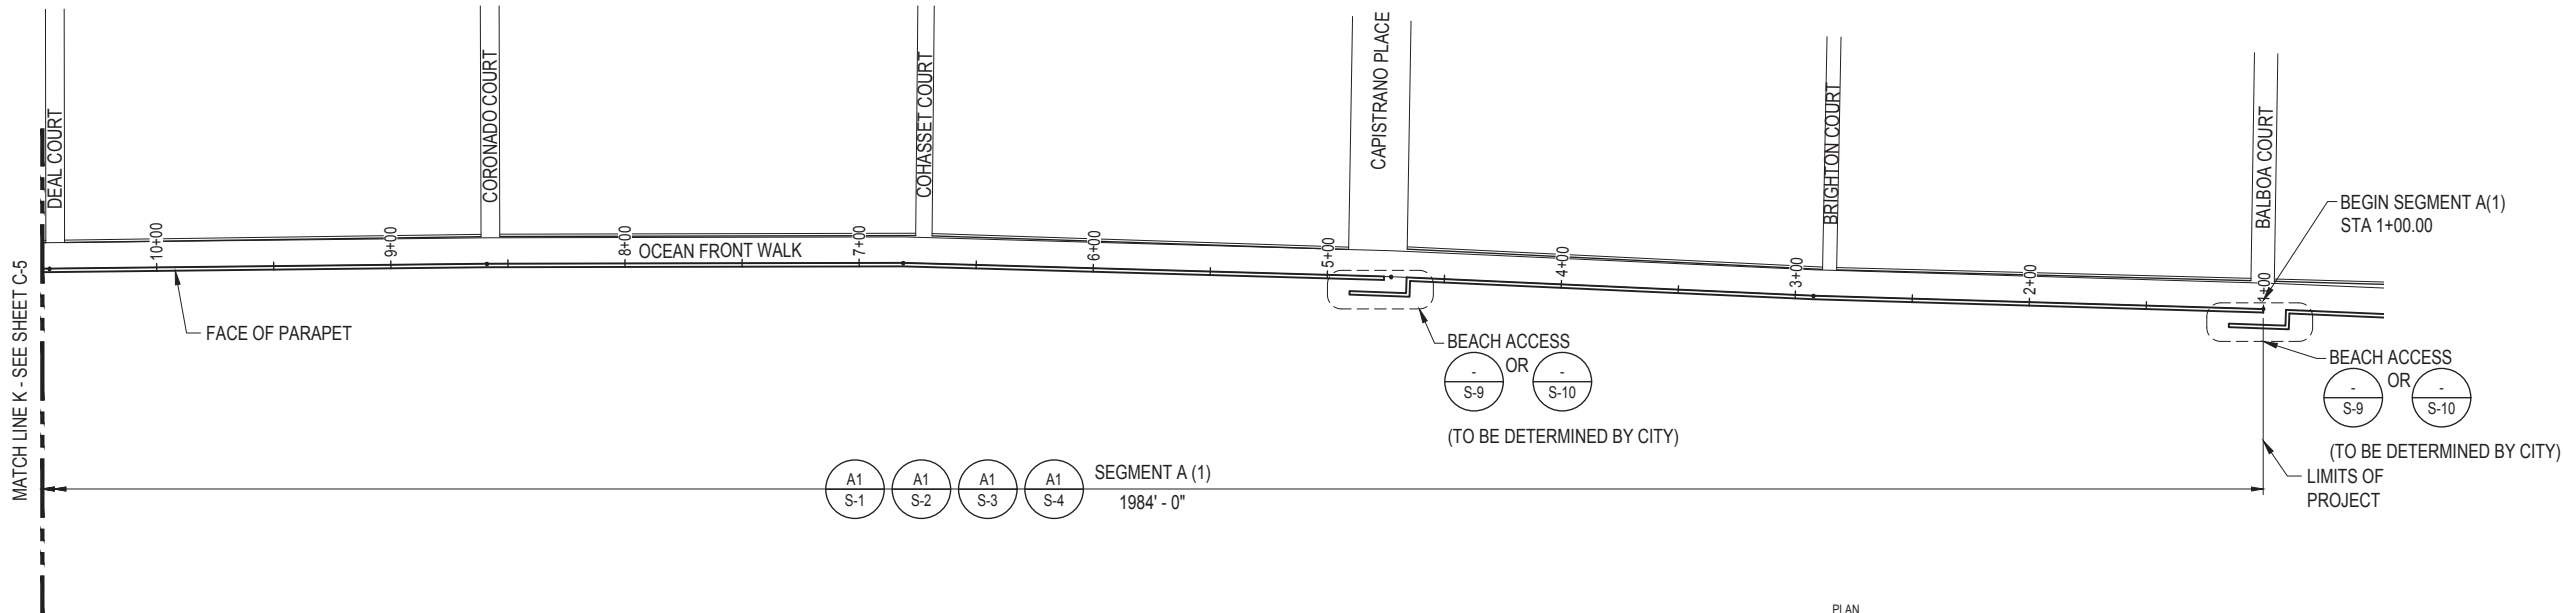 DEAL COURT
CORONADO COURT
COHASSET COURT
CAPISTRANO PLACE
BRIGHTON COURT
BALBOA COURT
BEGIN SEGMENT A(1)
STA 1+00.00
10+00
9+00
8+00
7+00
6+00
5+00
4+00
3+00
2+00
1+00
OCEAN FRONT WALK
FACE OF PARAPET
MATCH LINE K - SEE SHEET C-5
BEACH ACCESS
OR
-
S-9
-
S-10
(TO BE DETERMINED BY CITY)
BEACH ACCESS
OR
-
S-9
-
S-10
(TO BE DETERMINED BY CITY)
LIMITS OF
PROJECT
A1
S-1
A1
S-2
A1
S-3
A1
S-4
SEGMENT A (1)
1984' - 0"
PLAN